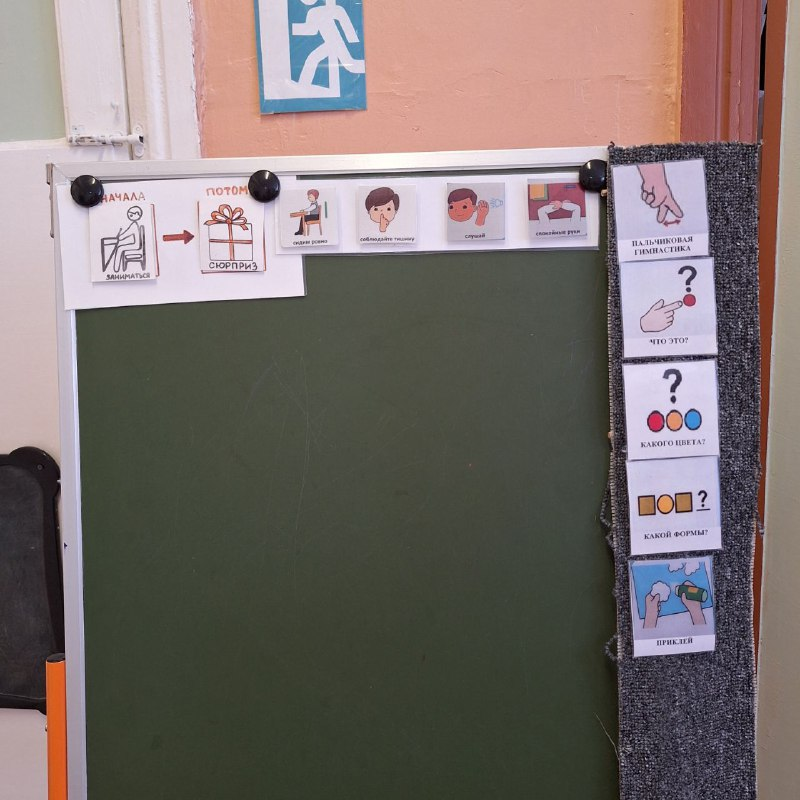 НАЧАЛА
ПОТОМ
ЗАНИМАТЬСЯ
СЮРПРИЗ
сидим ровно
соблюдайте тишину
слушай
спокойные руки
ПАЛЬЧИКОВАЯ
ГИМНАСТИКА
?
ЧТО ЭТО?
?
КАКОГО ЦВЕТА?
?
КАКОЙ ФОРМЫ?
ПРИКЛЕЙ